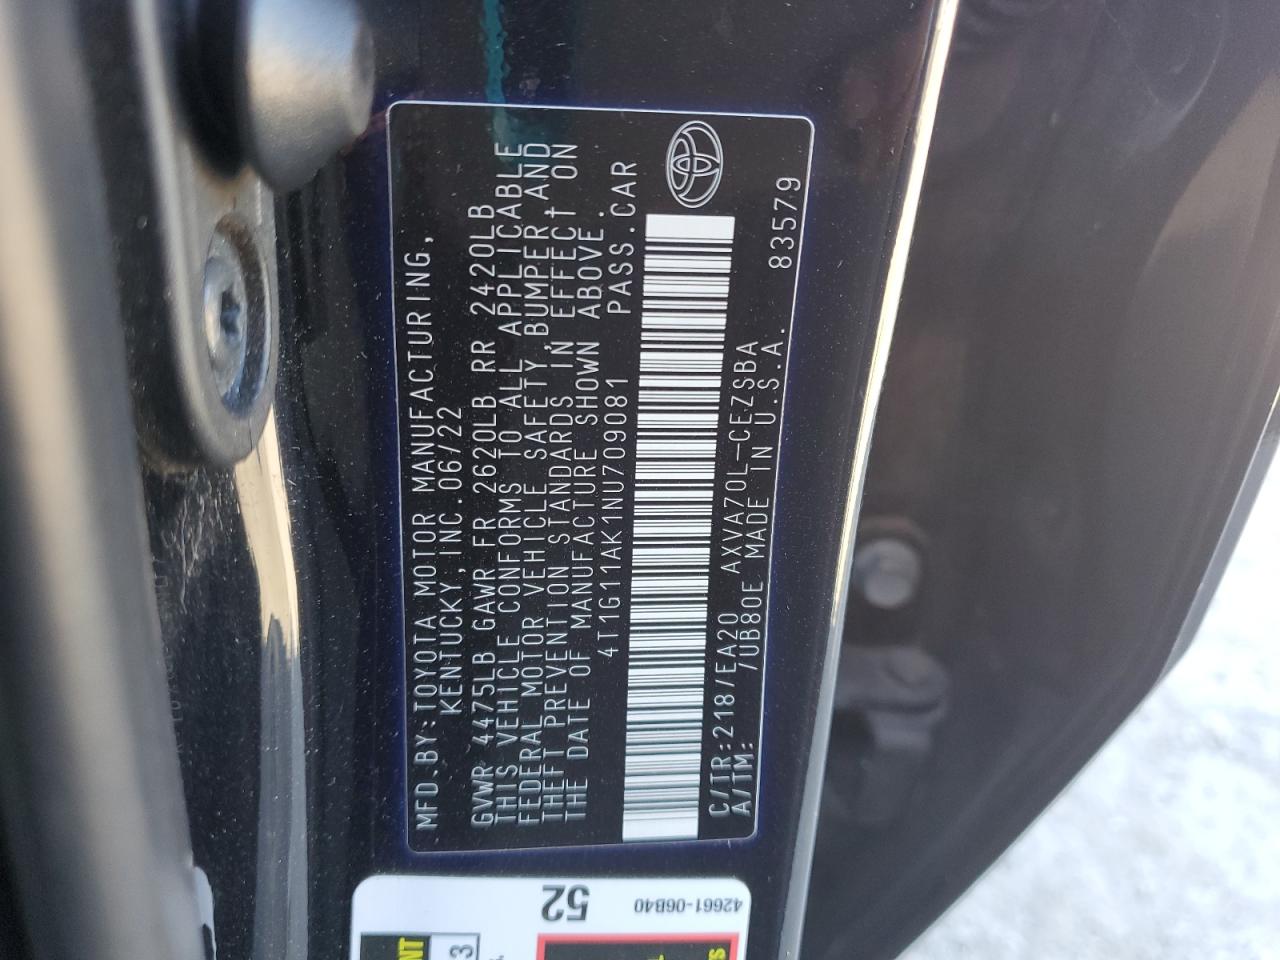 MFD.BY:TOYOTA MOTOR MANUFACTURING,
KENTUCKY,INC.06/22
GVWR 4475LB GAWR FR 2620LB RR 2420LB
THIS VEHICLE CONFORMS TO ALL APPLICABLE
FEDERAL MOTOR VEHICLE SAFETY,BUMPER,AND
THEFT PREVENTION STANDARDS IN EFFECT ON
THE DATE OF MANUFACTURE SHOWN ABOVE.
4T1G11AK1NU709081 PASS.CAR
C/TR:218/EA20 AXVA70L-CEZSBA
A/TM: /UB80E MADE IN U.S.A.
83579
52
42661-06B40
3